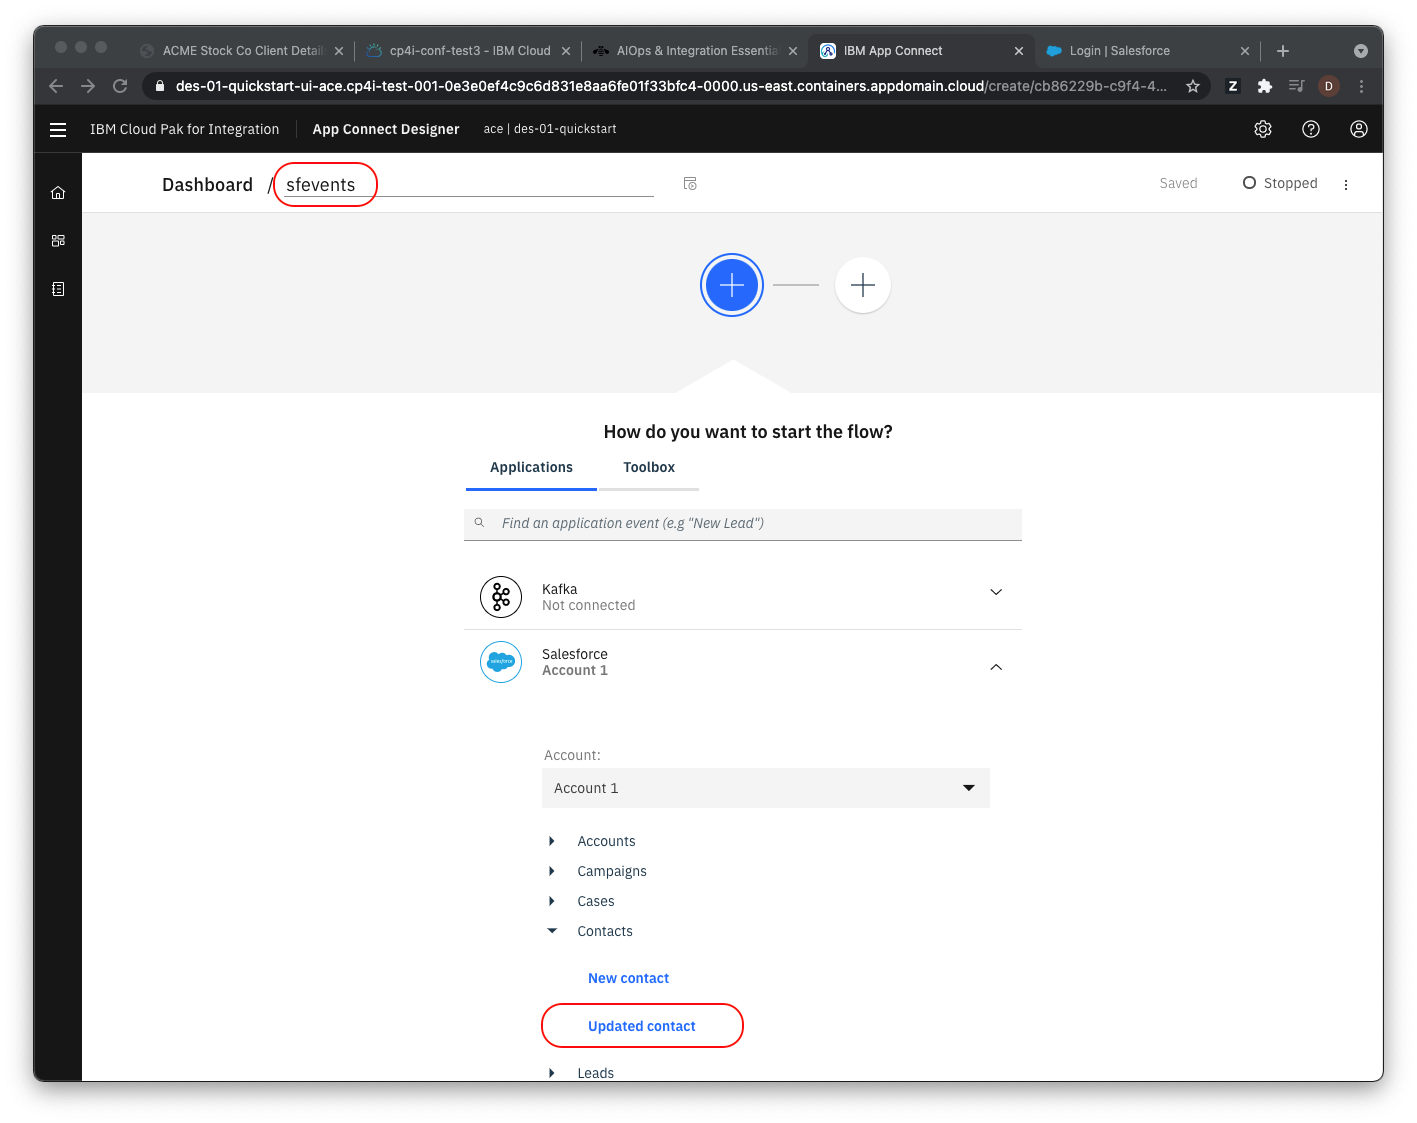 ACME Stock Co Client Detail
cp4i-conf-test3 - IBM Cloud
AIOps & Integration Essentia
IBM App Connect
Login | Salesforce
des-01-quickstart-ui-ace.cp4i-test-001-0e3e0ef4c9c6d831e8aa6fe01f33bfc4-0000.us-east.containers.appdomain.cloud/create/cb86229b-c9f4-4...
Z
D
IBM Cloud Pak for Integration
App Connect Designer
ace | des-01-quickstart
Dashboard / sfevents
Saved
Stopped
How do you want to start the flow?
Applications
Toolbox
Find an application event (e.g "New Lead")
Kafka
Not connected
salesforce
Salesforce
Account 1
Account:
Account 1
Accounts
Campaigns
Cases
Contacts
New contact
Updated contact
Leads